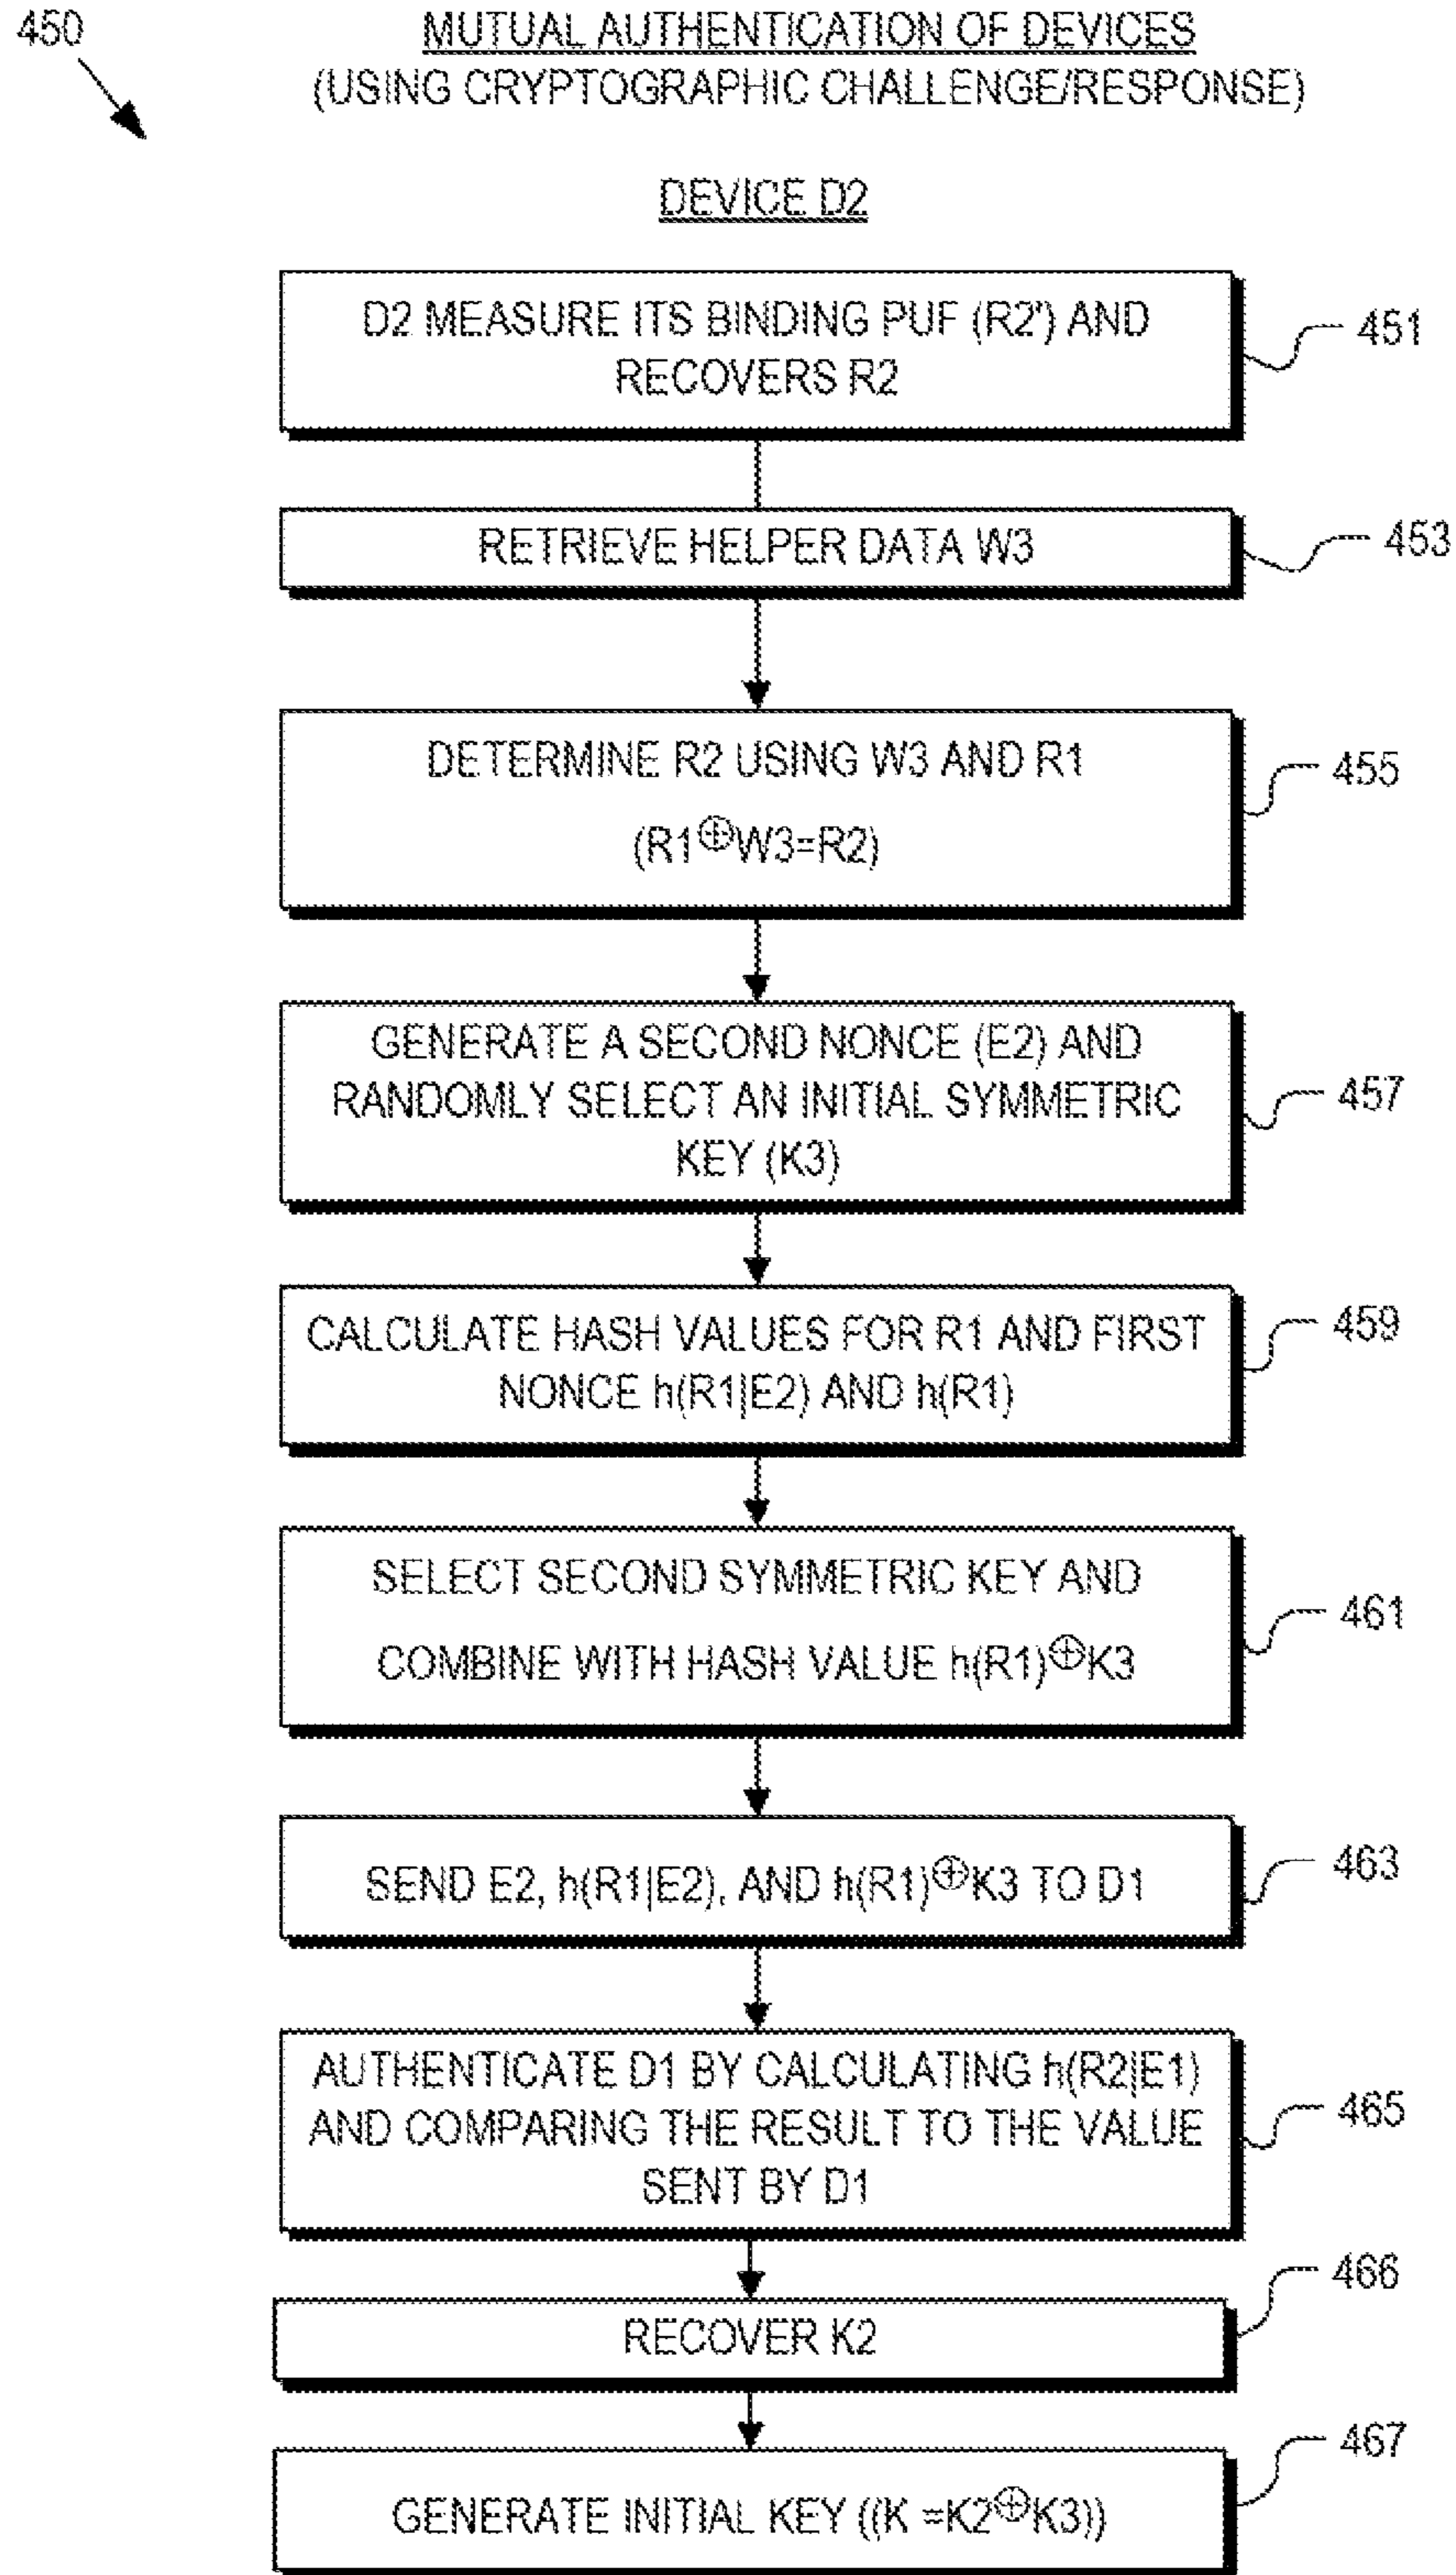 450
MUTUAL AUTHENTICATION OF DEVICES
(USING CRYPTOGRAPHIC CHALLENGE/RESPONSE)
DEVICE D2
D2 MEASURE ITS BINDING PUF (R2') AND
RECOVERS R2
451
RETRIEVE HELPER DATA W3
453
DETERMINE R2 USING W3 AND R1
(R1⊕W3=R2)
455
GENERATE A SECOND NONCE (E2) AND
RANDOMLY SELECT AN INITIAL SYMMETRIC
KEY (K3)
457
CALCULATE HASH VALUES FOR R1 AND FIRST
NONCE h(R1|E2) AND h(R1)
459
SELECT SECOND SYMMETRIC KEY AND
COMBINE WITH HASH VALUE h(R1)⊕K3
461
SEND E2, h(R1|E2), AND h(R1)⊕K3 TO D1
463
AUTHENTICATE D1 BY CALCULATING h(R2|E1)
AND COMPARING THE RESULT TO THE VALUE
SENT BY D1
465
RECOVER K2
466
GENERATE INITIAL KEY ((K =K2⊕K3))
467